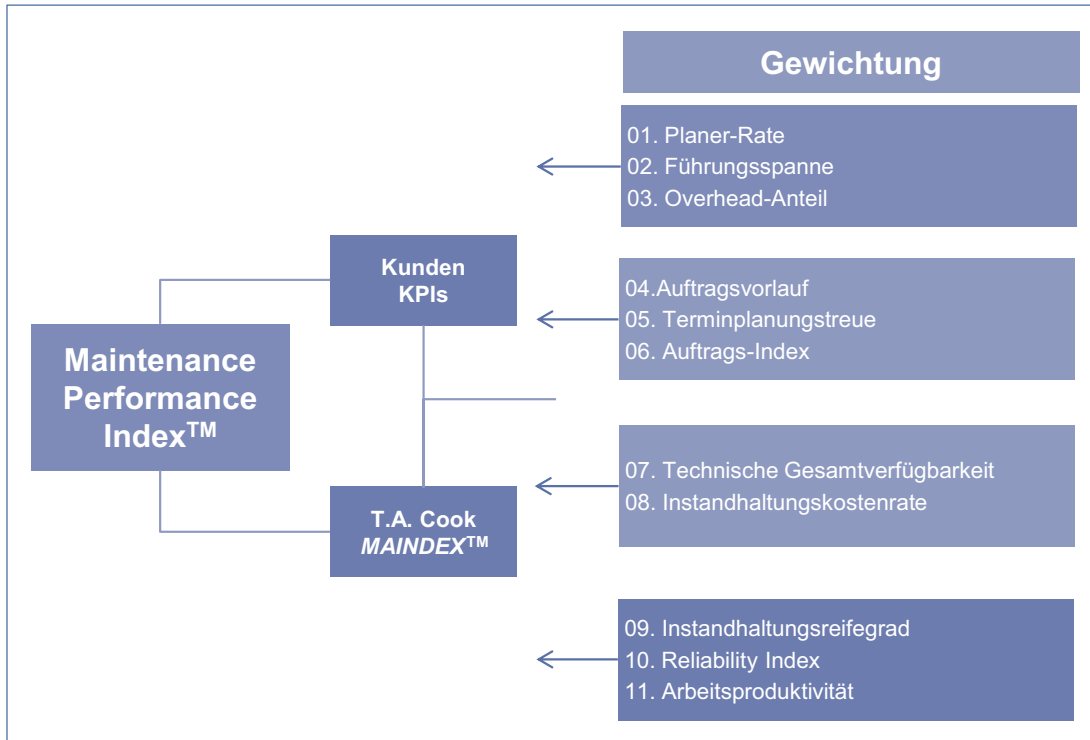 Gewichtung
01. Planer-Rate
02. Führungsspanne
03. Overhead-Anteil
Kunden
KPIs
04.Auftragsvorlauf
05. Terminplanungstreue
06. Auftrags-Index
Maintenance
Performance
Index™
07. Technische Gesamtverfügbarkeit
08. Instandhaltungskostenrate
T.A. Cook
MAINDEX™
09. Instandhaltungsreifegrad
10. Reliability Index
11. Arbeitsproduktivität